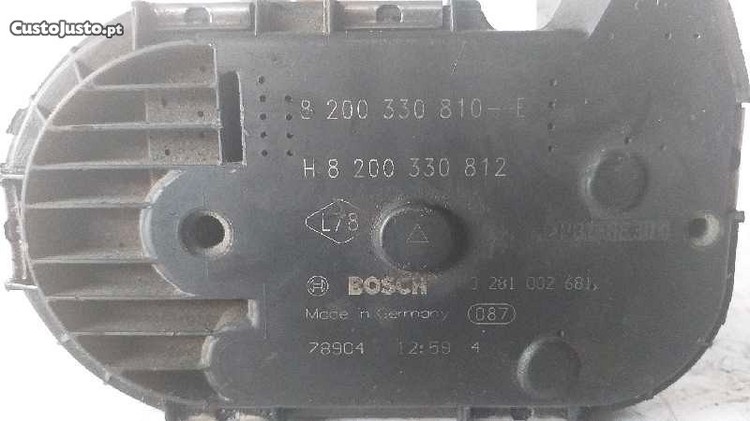 CustoJusto.pt
8 200 330 810--E
H 8 200 330 812
L78
BOSCH 0 281 002 681
Made in Germany 087
78904 12:59 4